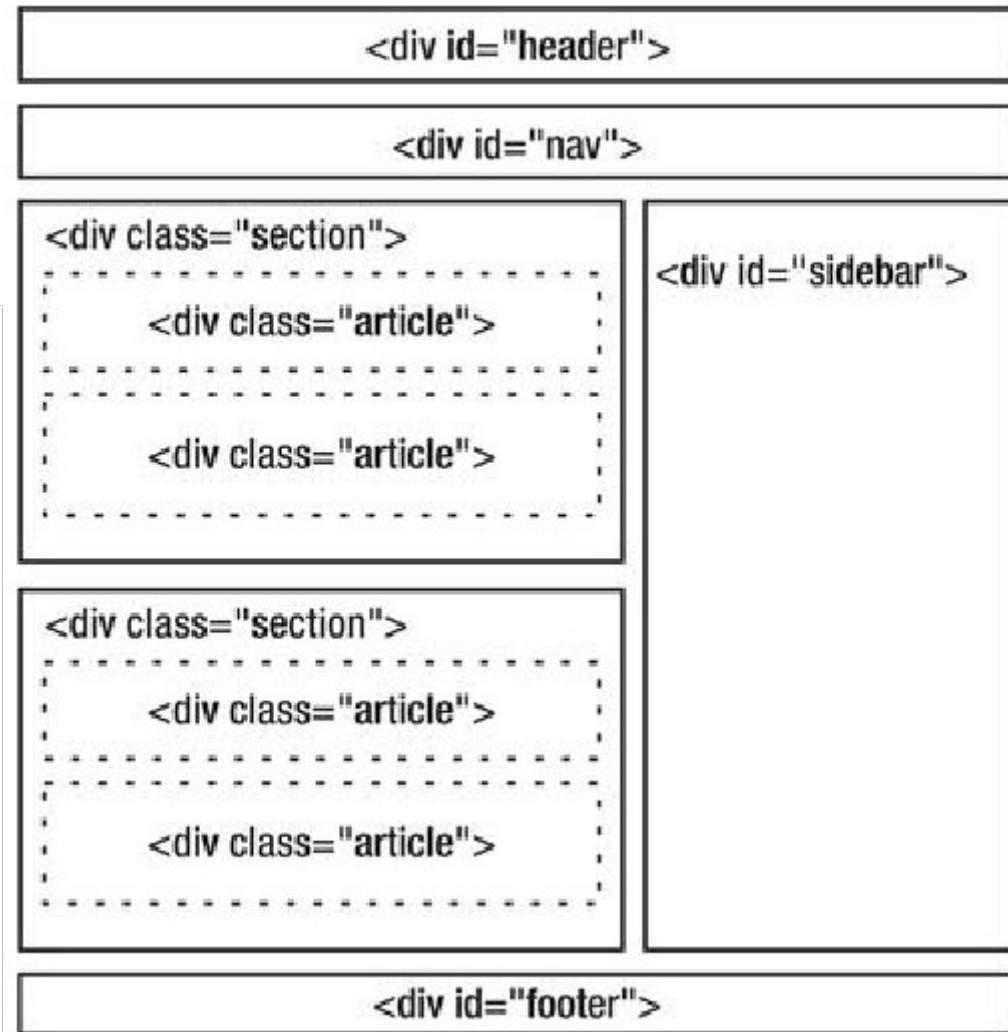 <div id="header">
<div id="nav">
<div class="section">
<div class="article">
<div class="article">
<div id="sidebar">
<div class="section">
<div class="article">
<div class="article">
<div id="footer">